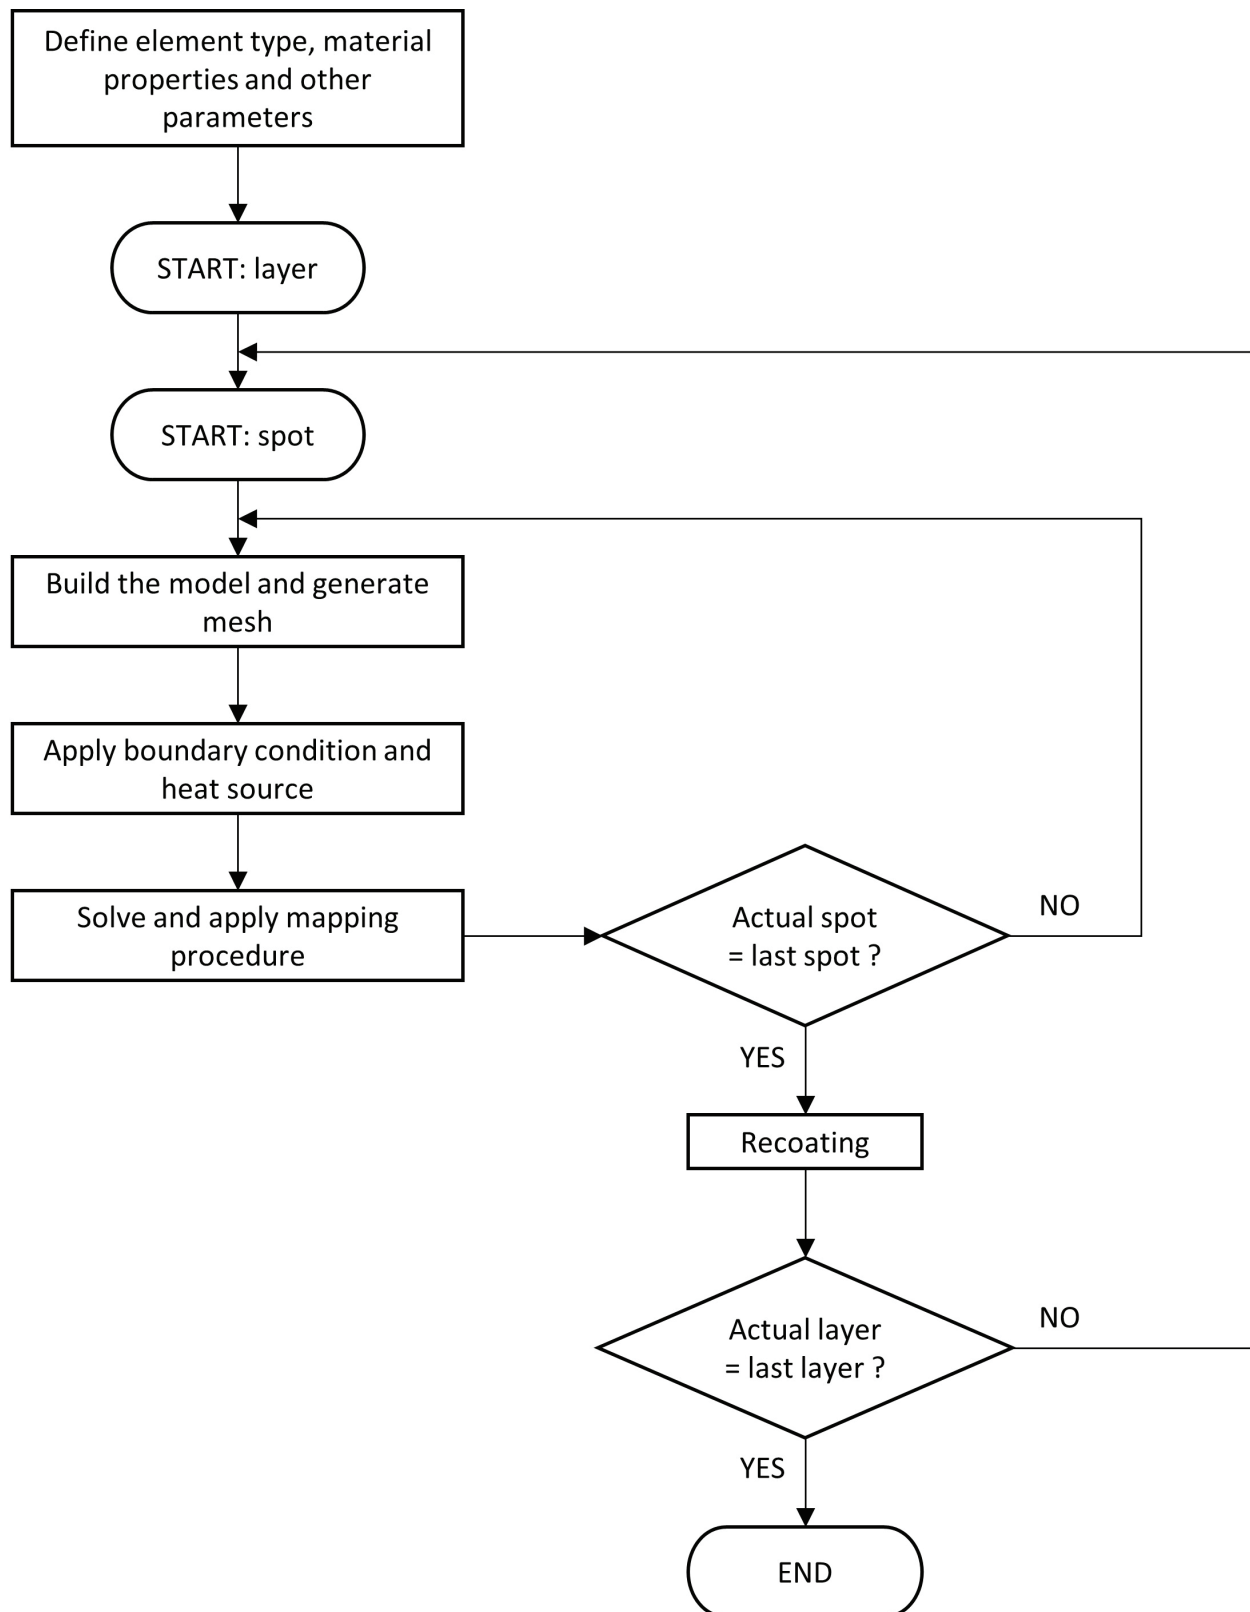 Define element type, material
properties and other
parameters
START: layer
START: spot
Build the model and generate
mesh
Apply boundary condition and
heat source
Solve and apply mapping
procedure
Actual spot
= last spot ?
NO
YES
Recoating
Actual layer
= last layer ?
NO
YES
END